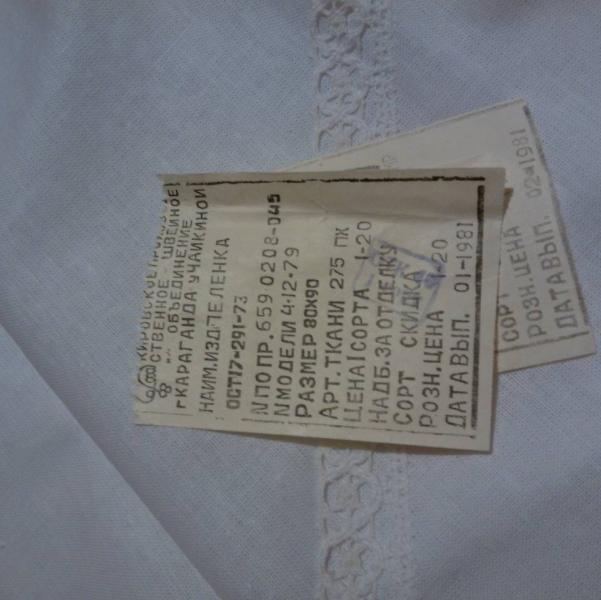 КИРОВСКОЕ
СТВЕННОЕ - ШВЕЙНОЕ
ОБЪЕДИНЕНИЕ
г КАРАГАНДА УЧАЙКИНОЙ
НАИМ.ИЗД ПЕЛЕНКА
ОСТ17-291-73
N ПО ПР. 659 0208-045
N МОДЕЛИ 4-12-79
РАЗМЕР 80Х90
АРТ. ТКАНИ 275 ПХ
ЦЕНА I СОРТА 1-20
НАДБ. ЗА ОТДЕЛКУ
СОРТ СКИДКА
РОЗН. ЦЕНА 1-20
ДАТА ВЫП. 01-1981
СОРТ
РОЗН. ЦЕНА
ДАТА ВЫП. 02-1981